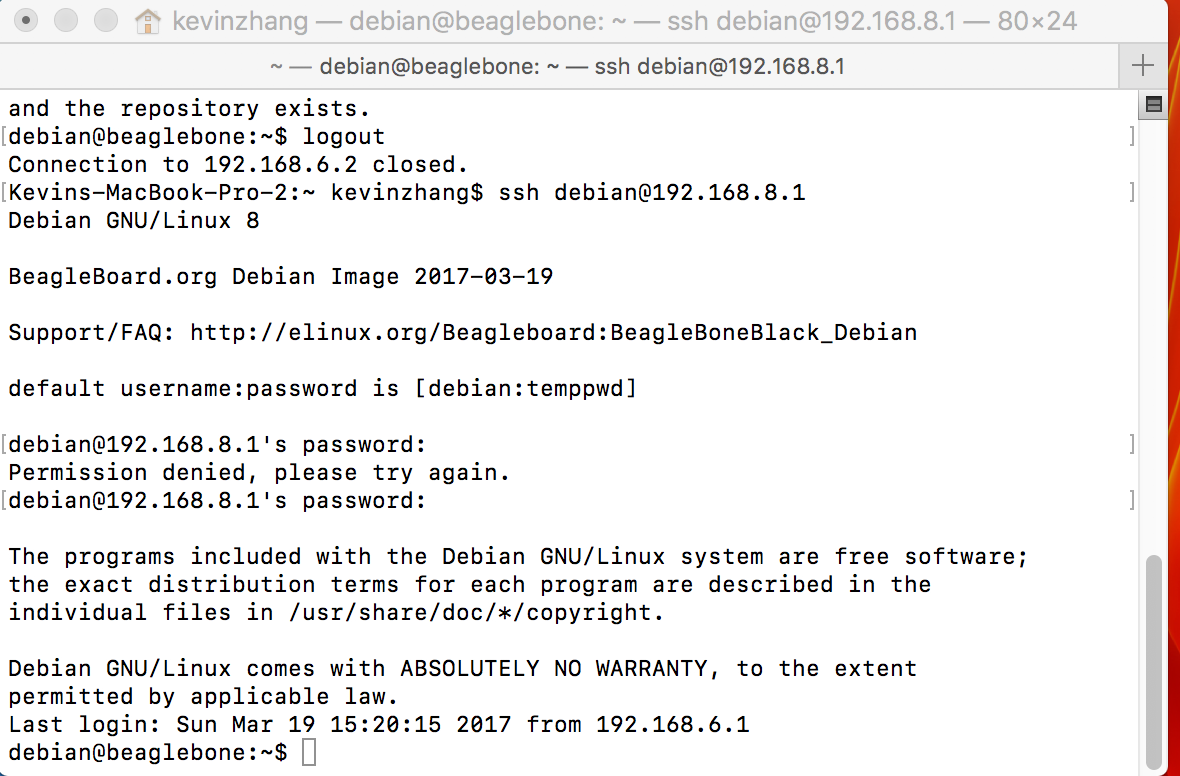 kevinzhang — debian@beaglebone: ~ — ssh debian@192.168.8.1 — 80×24
~ — debian@beaglebone: ~ — ssh debian@192.168.8.1
and the repository exists.
[debian@beaglebone:~$ logout ]
Connection to 192.168.6.2 closed.
[Kevins-MacBook-Pro-2:~ kevinzhang$ ssh debian@192.168.8.1 ]
Debian GNU/Linux 8
BeagleBoard.org Debian Image 2017-03-19
Support/FAQ: http://elinux.org/Beagleboard:BeagleBoneBlack_Debian
default username:password is [debian:temppwd]
[debian@192.168.8.1's password: ]
Permission denied, please try again.
[debian@192.168.8.1's password: ]
The programs included with the Debian GNU/Linux system are free software;
the exact distribution terms for each program are described in the
individual files in /usr/share/doc/*/copyright.
Debian GNU/Linux comes with ABSOLUTELY NO WARRANTY, to the extent
permitted by applicable law.
Last login: Sun Mar 19 15:20:15 2017 from 192.168.6.1
debian@beaglebone:~$